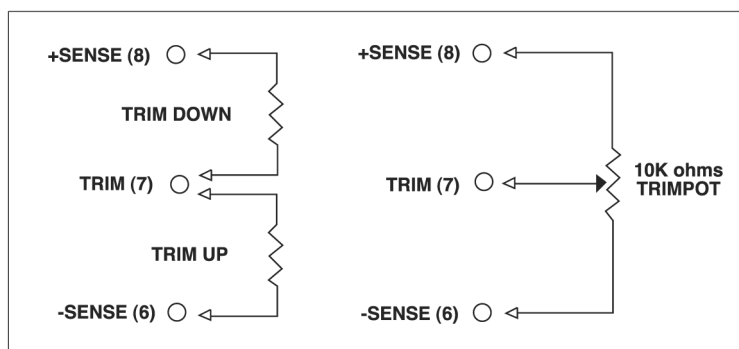 +SENSE (8)
TRIM DOWN
TRIM (7)
TRIM UP
-SENSE (6)
+SENSE (8)
TRIM (7)
10K ohms
TRIMPOT
-SENSE (6)